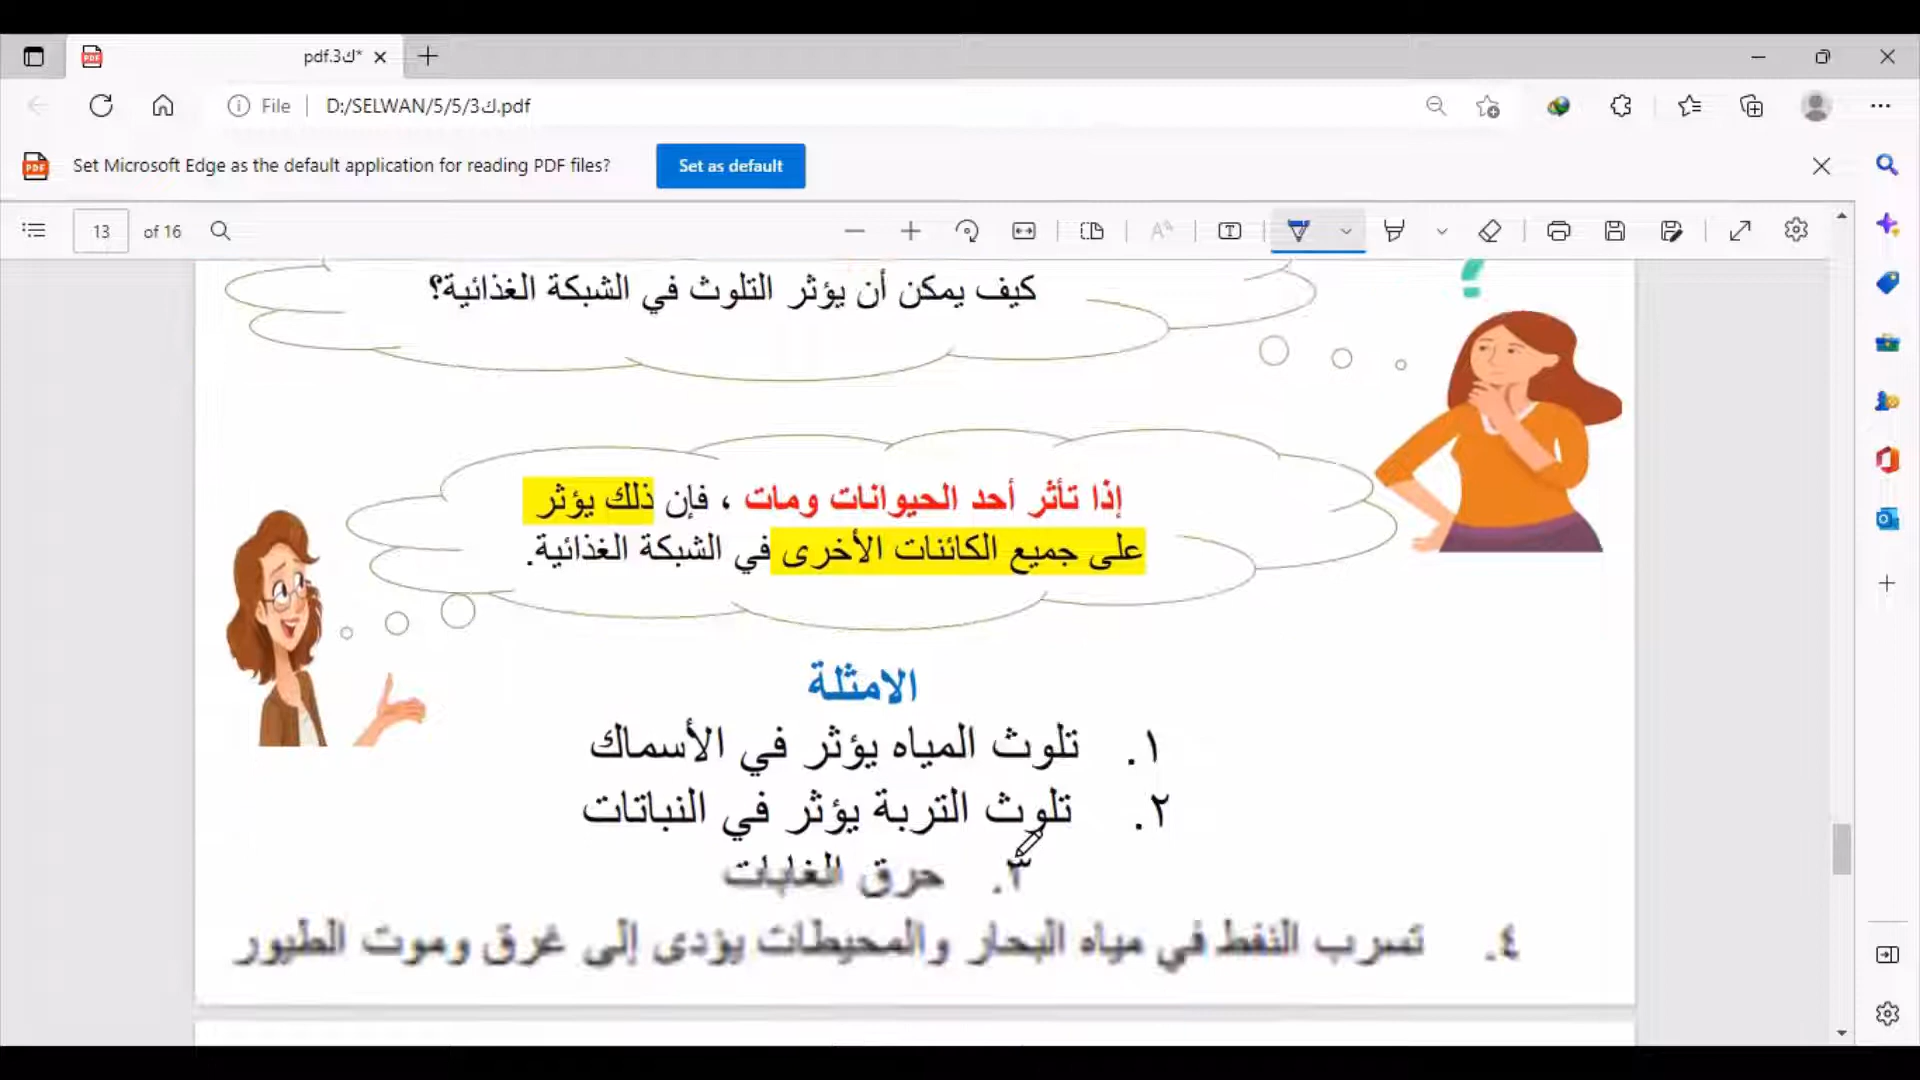 pdf.3ك*
File
D:/SELWAN/5/5/3ك.pdf
Set Microsoft Edge as the default application for reading PDF files?
Set as default
13 of 16
كيف يمكن أن يؤثر التلوث في الشبكة الغذائية؟
?
إذا تأثر أحد الحيوانات ومات ، فإن ذلك يؤثر
على جميع الكائنات الأخرى في الشبكة الغذائية.
الامثلة
١. تلوث المياه يؤثر في الأسماك
٢. تلوث التربة يؤثر في النباتات
٣. حرق الغابات
٤. تسرب النفط في مياه البحار والمحيطات يؤدى إلى غرق وموت الطيور